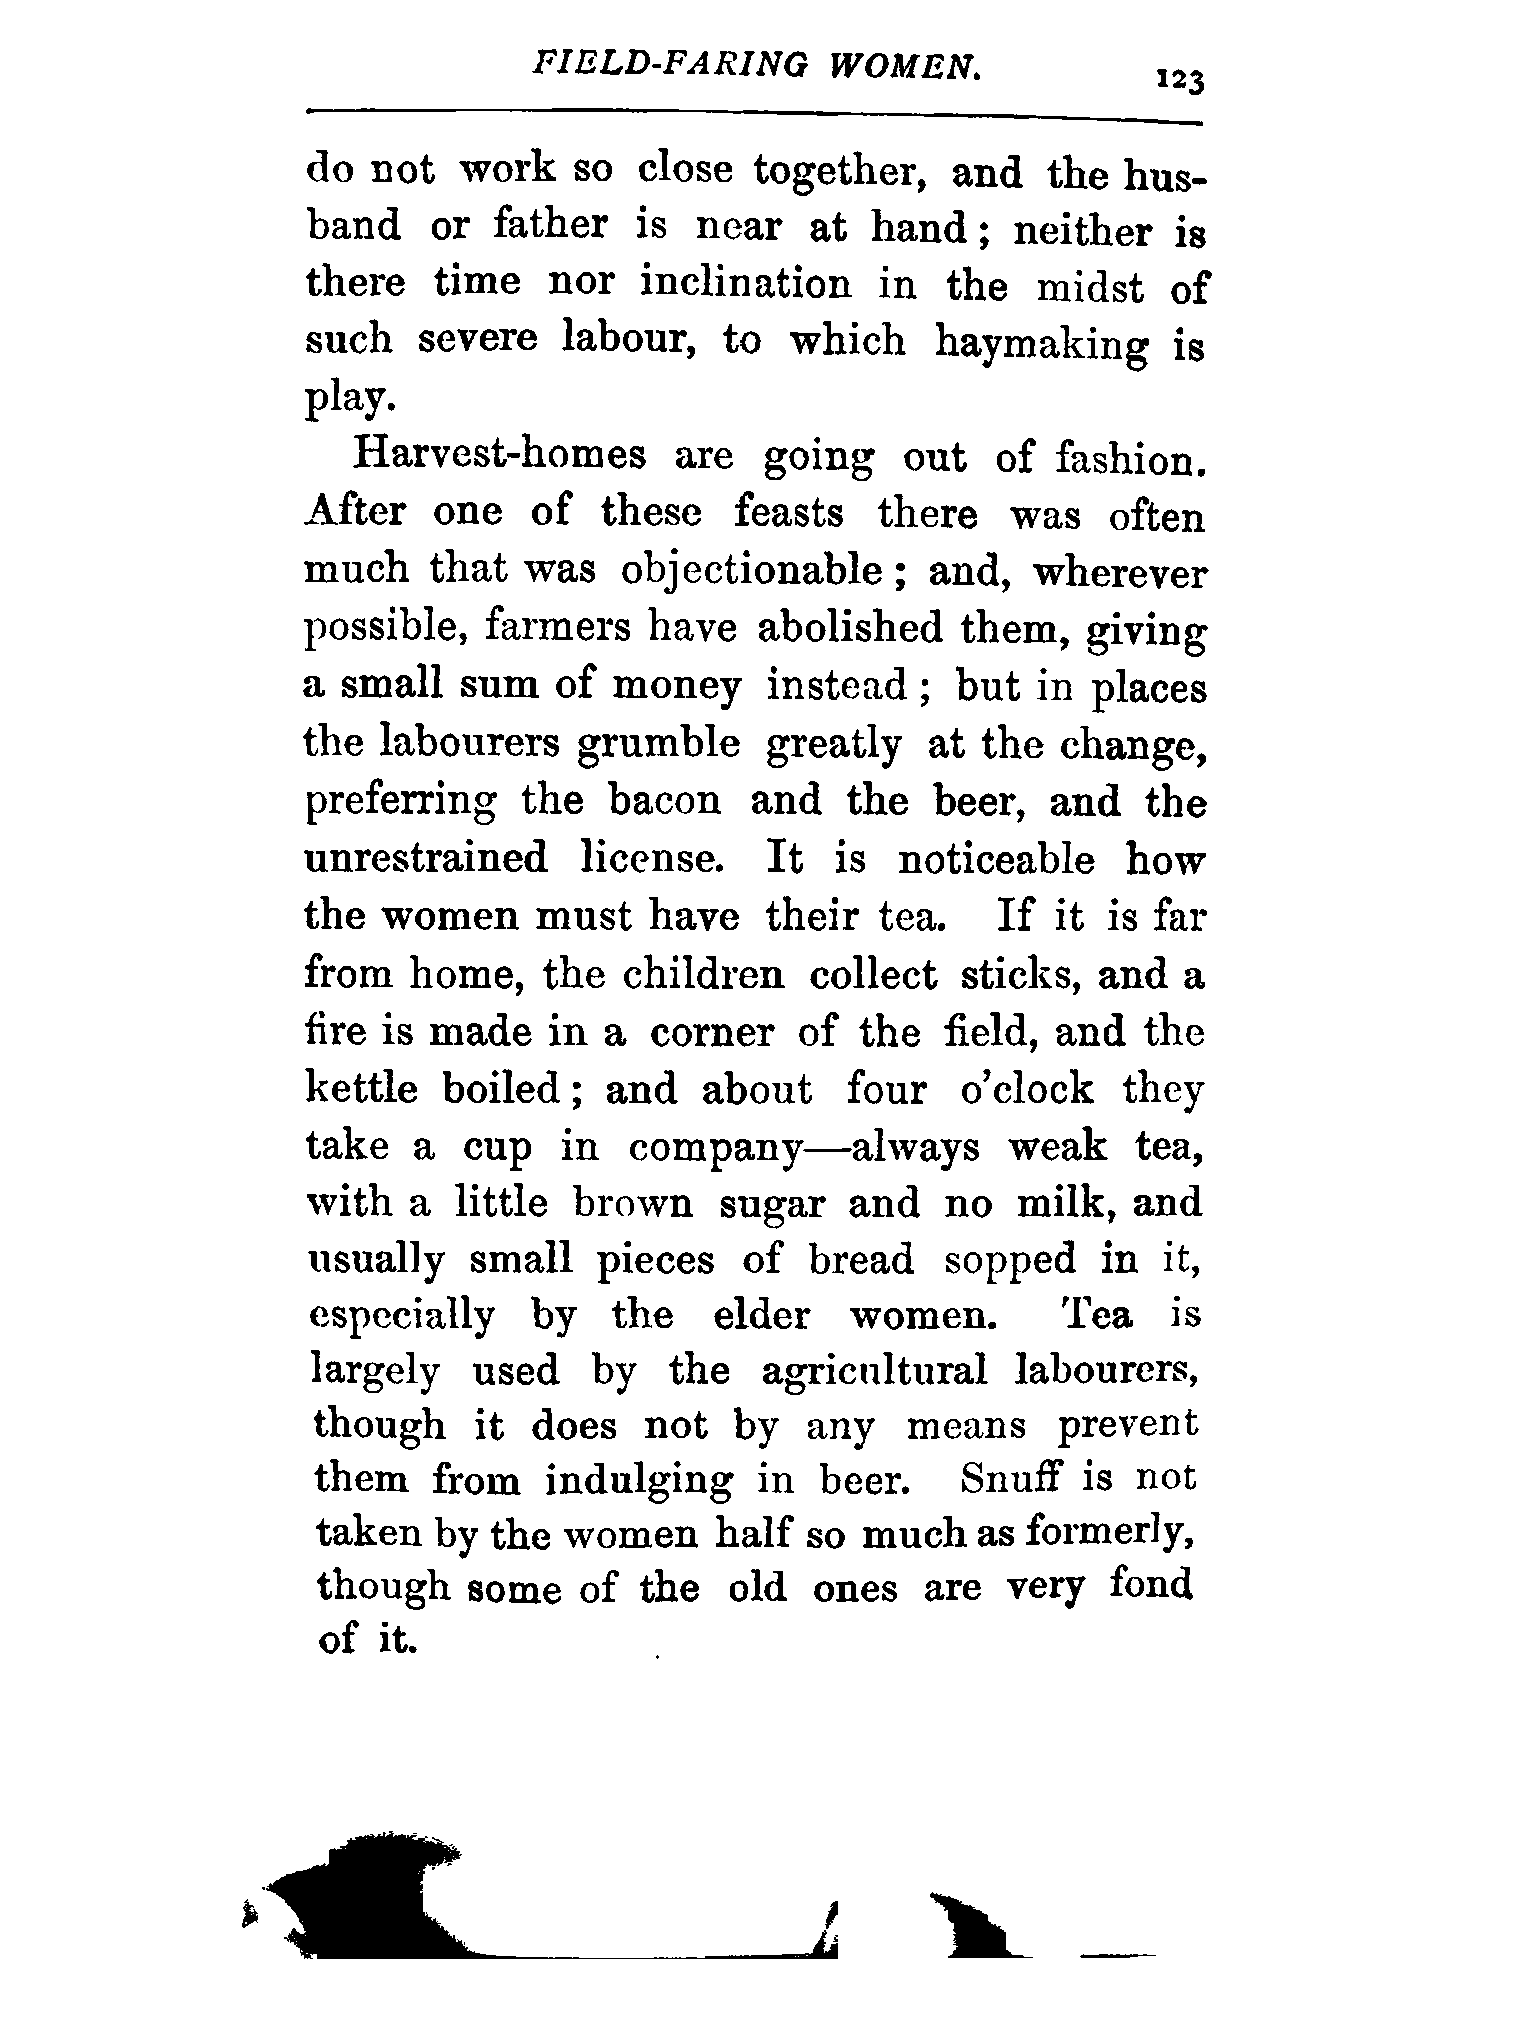 FIELD-FARING WOMEN. 123
do not work so close together, and the hus-
band or father is near at hand; neither is
there time nor inclination in the midst of
such severe labour, to which haymaking is
play.
Harvest-homes are going out of fashion.
After one of these feasts there was often
much that was objectionable; and, wherever
possible, farmers have abolished them, giving
a small sum of money instead; but in places
the labourers grumble greatly at the change,
preferring the bacon and the beer, and the
unrestrained license. It is noticeable how
the women must have their tea. If it is far
from home, the children collect sticks, and a
fire is made in a corner of the field, and the
kettle boiled; and about four o'clock they
take a cup in company—always weak tea,
with a little brown sugar and no milk, and
usually small pieces of bread sopped in it,
especially by the elder women. Tea is
largely used by the agricultural labourers,
though it does not by any means prevent
them from indulging in beer. Snuff is not
taken by the women half so much as formerly,
though some of the old ones are very fond
of it.